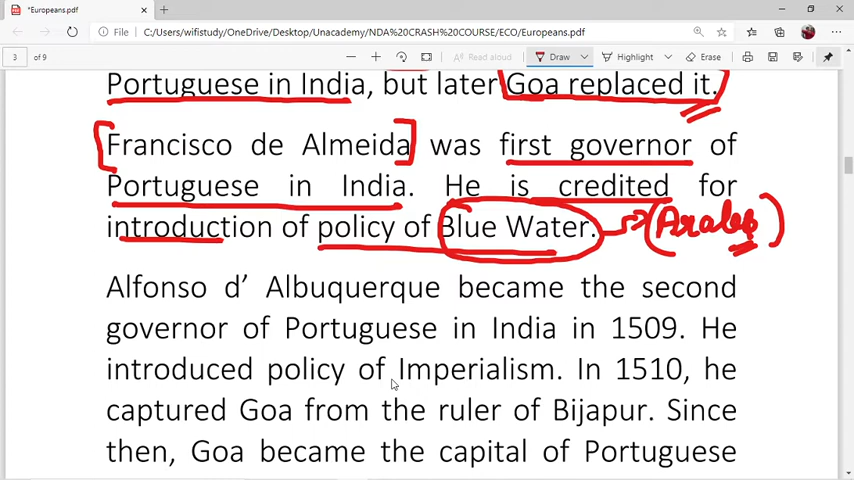 *Europeans.pdf
File
C:/Users/wifistudy/OneDrive/Desktop/Unacademy/NDA%20CRASH%20COURSE/ECO/Europeans.pdf
3 of 9
Read aloud
Draw
Highlight
Erase
Portuguese in India, but later Goa replaced it.
Francisco de Almeida was first governor of
Portuguese in India. He is credited for
introduction of policy of Blue Water. (Arabs)
Alfonso d’ Albuquerque became the second
governor of Portuguese in India in 1509. He
introduced policy of Imperialism. In 1510, he
captured Goa from the ruler of Bijapur. Since
then, Goa became the capital of Portuguese